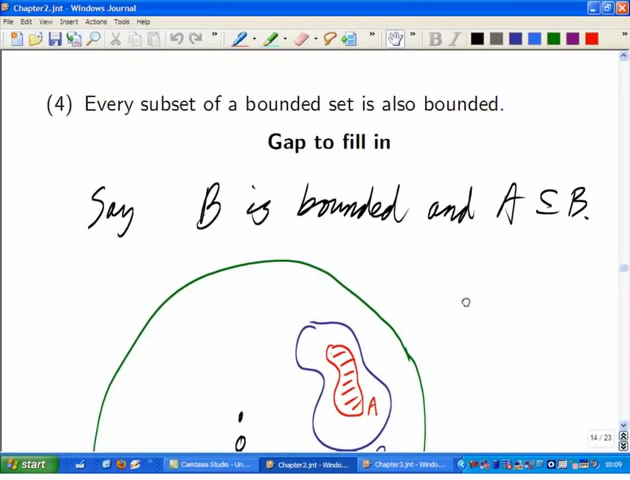 Chapter2.jnt - Windows Journal
File Edit View Insert Actions Tools Help
B I
(4) Every subset of a bounded set is also bounded.
Gap to fill in
Say B is bounded and A ⊆ B.
A
0
14 / 23
start
Camtasia Studio - Un...
Chapter2.jnt - Windo...
Chapter3.jnt - Windo...
10:09